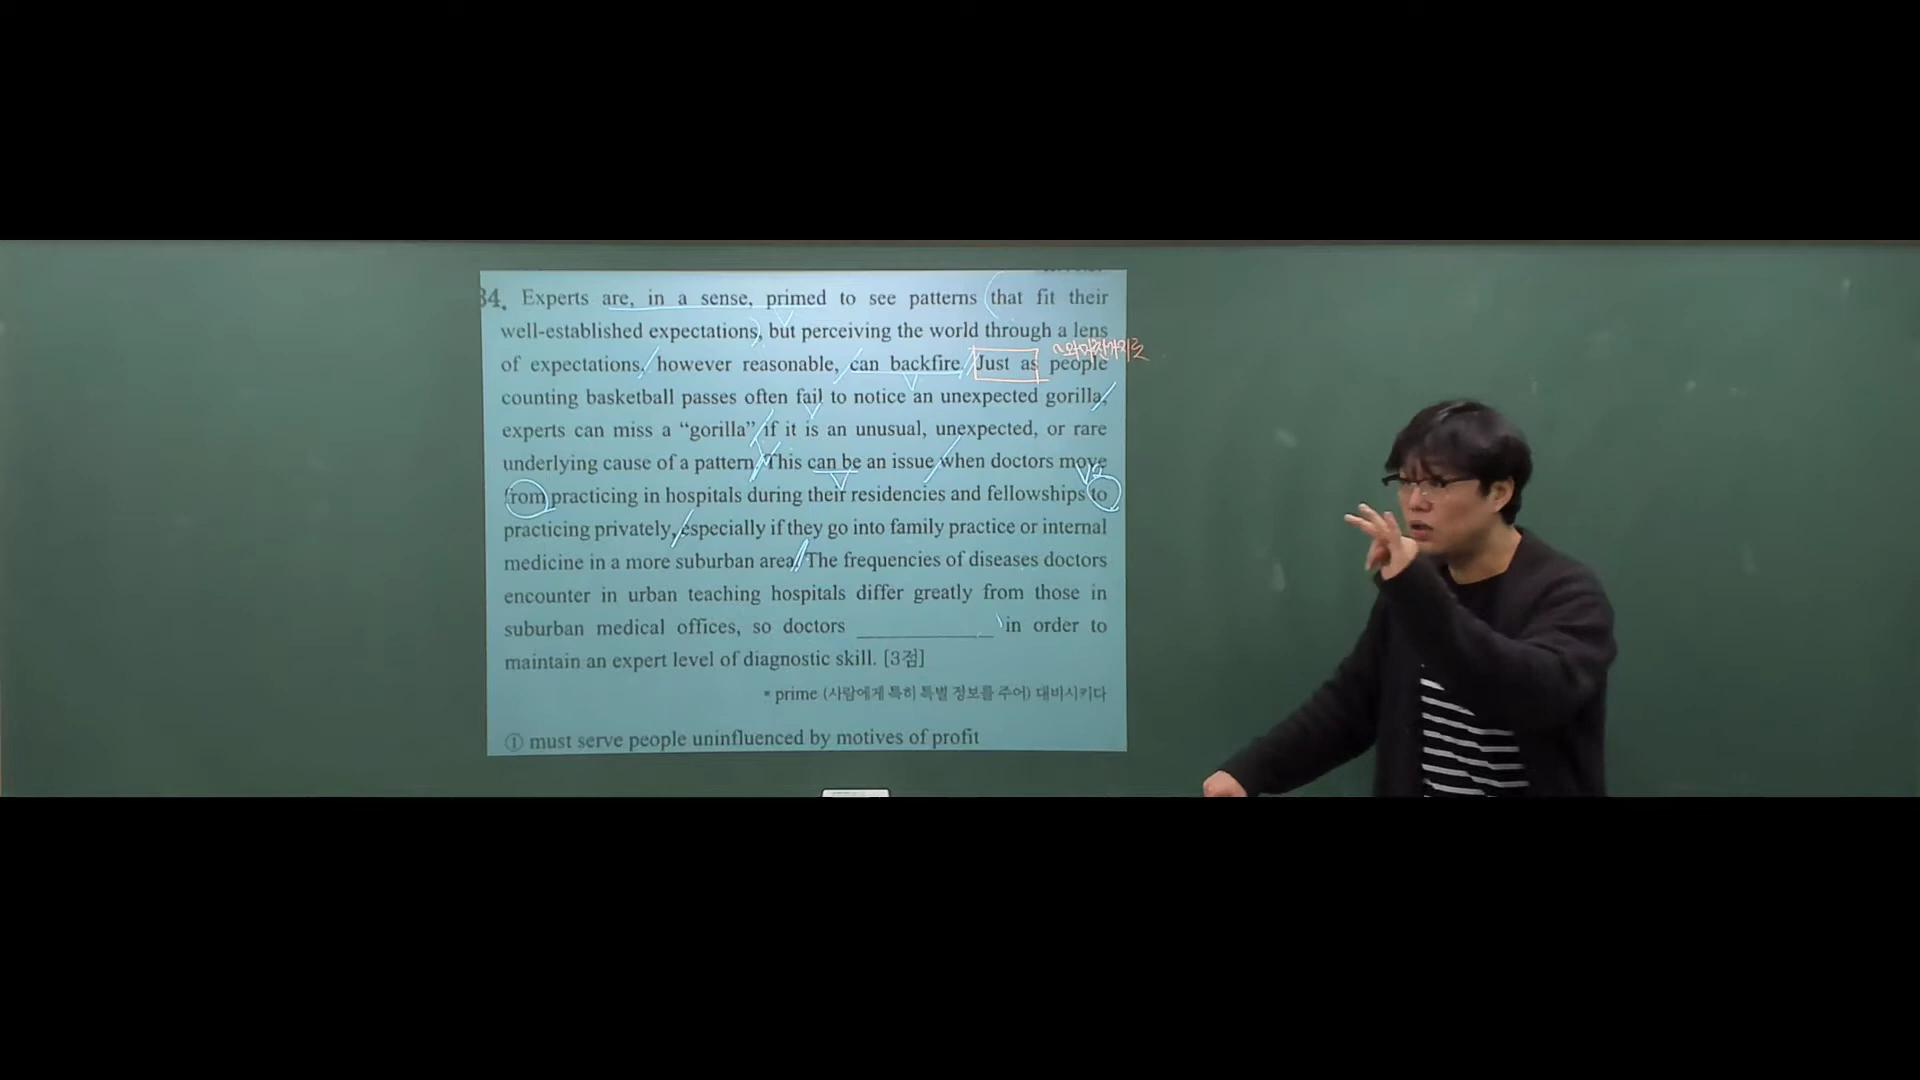 34. Experts are, in a sense, primed to see patterns that fit their
well-established expectations, but perceiving the world through a lens
of expectations, however reasonable, can backfire. Just as people
~와 마찬가지로
counting basketball passes often fail to notice an unexpected gorilla,
experts can miss a “gorilla” if it is an unusual, unexpected, or rare
underlying cause of a pattern. This can be an issue when doctors move
from practicing in hospitals during their residencies and fellowships to
practicing privately, especially if they go into family practice or internal
medicine in a more suburban area. The frequencies of diseases doctors
encounter in urban teaching hospitals differ greatly from those in
suburban medical offices, so doctors ____________ in order to
maintain an expert level of diagnostic skill. [3점]
* prime (사람에게 특히 특별 정보를 주어) 대비시키다
① must serve people uninfluenced by motives of profit